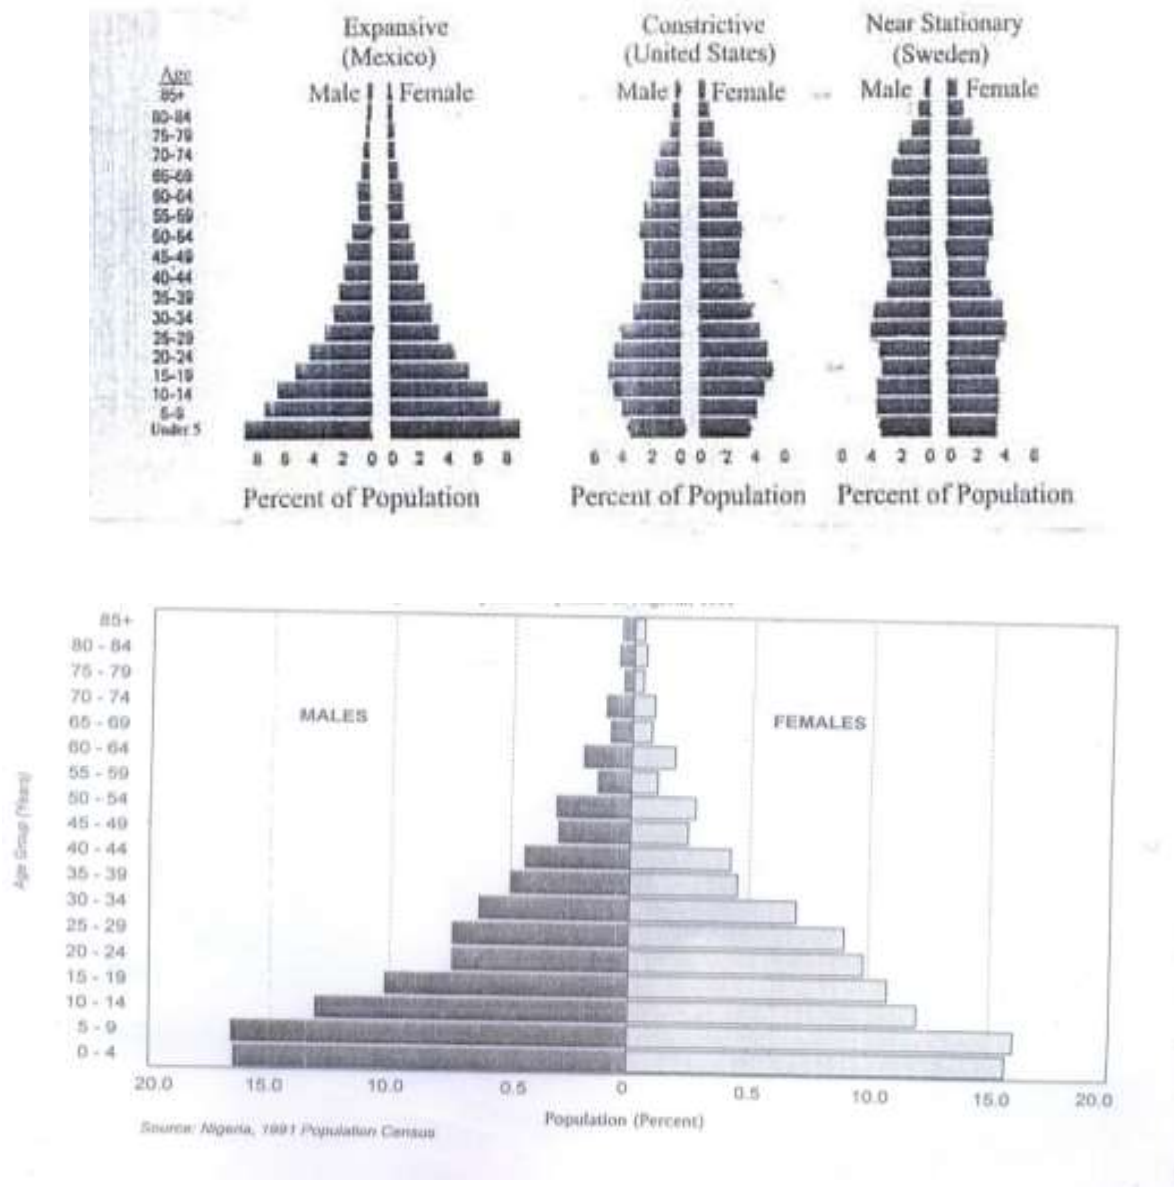 Expansive
(Mexico)
Constrictive
(United States)
Near Stationary
(Sweden)
Age
Male Female
Male Female
Male Female
85+
80-84
75-79
70-74
65-69
60-64
55-59
50-54
45-49
40-44
35-39
30-34
25-29
20-24
15-19
10-14
5-9
Under 5
8 6 4 2 0 0 2 4 6 8
6 4 2 0 0 2 4 6
6 4 2 0 0 2 4 6
Percent of Population
Percent of Population
Percent of Population
85+
80 - 84
75 - 79
70 - 74
65 - 69
60 - 64
55 - 59
50 - 54
45 - 49
40 - 44
35 - 39
30 - 34
25 - 29
20 - 24
15 - 19
10 - 14
5 - 9
0 - 4
MALES
FEMALES
Age Group (Years)
20.0 15.0 10.0 0.5 0 0.5 10.0 15.0 20.0
Population (Percent)
Source: Nigeria, 1991 Population Census